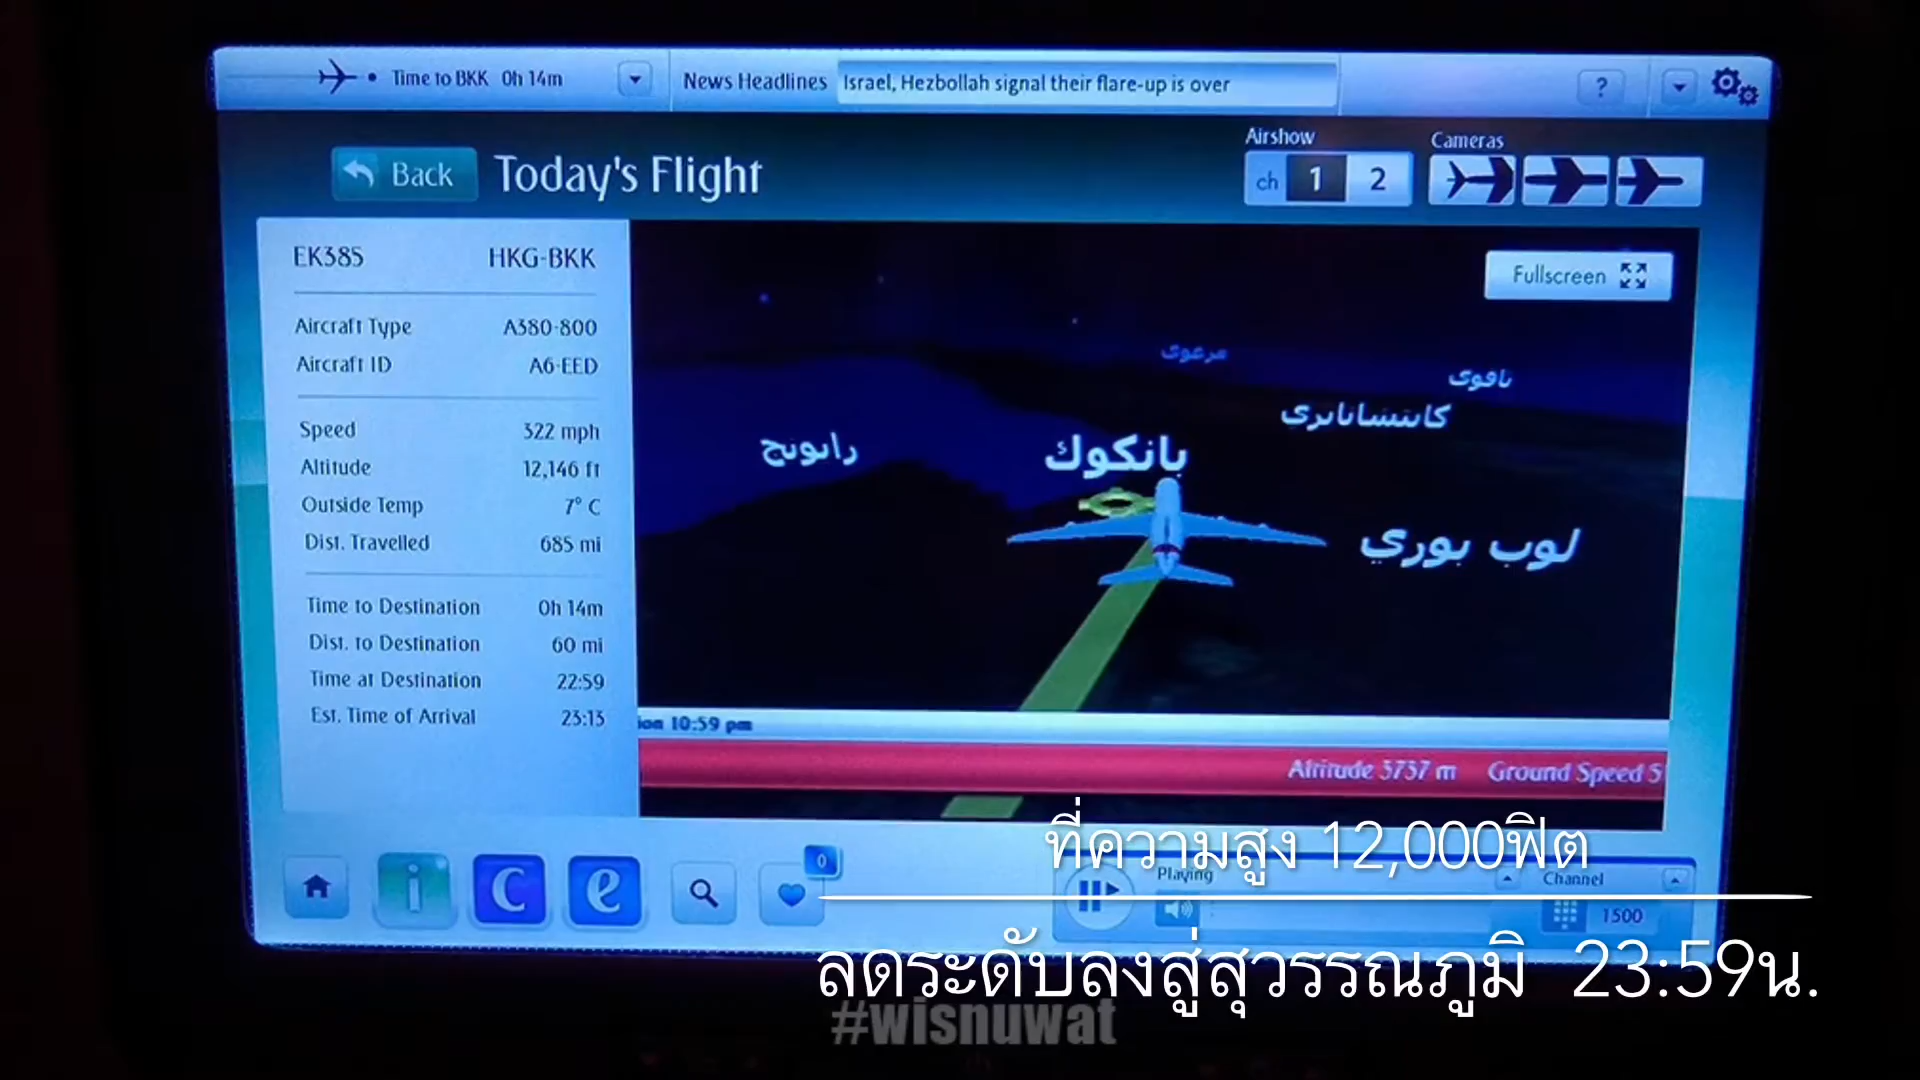 Time to BKK 0h 14m
News Headlines
Israel, Hezbollah signal their flare-up is over
?
Back
Today's Flight
Airshow
ch 1 2
Cameras
EK385 HKG-BKK
Aircraft Type A380-800
Aircraft ID A6-EED
Speed 322 mph
Altitude 12,146 ft
Outside Temp 7° C
Dist. Travelled 685 mi
Time to Destination 0h 14m
Dist. to Destination 60 mi
Time at Destination 22:59
Est. Time of Arrival 23:13
Fullscreen
مرغوى
تافوى
كانتشانابرى
رايونج
بانكوك
لوب بوري
ion 10:59 pm
Altitude 3737 m Ground Speed 5
i
C
e
0
Playing
Channel
1500
ที่ความสูง 12,000ฟิต
ลดระดับลงสู่สุวรรณภูมิ 23:59น.
#wisnuwat